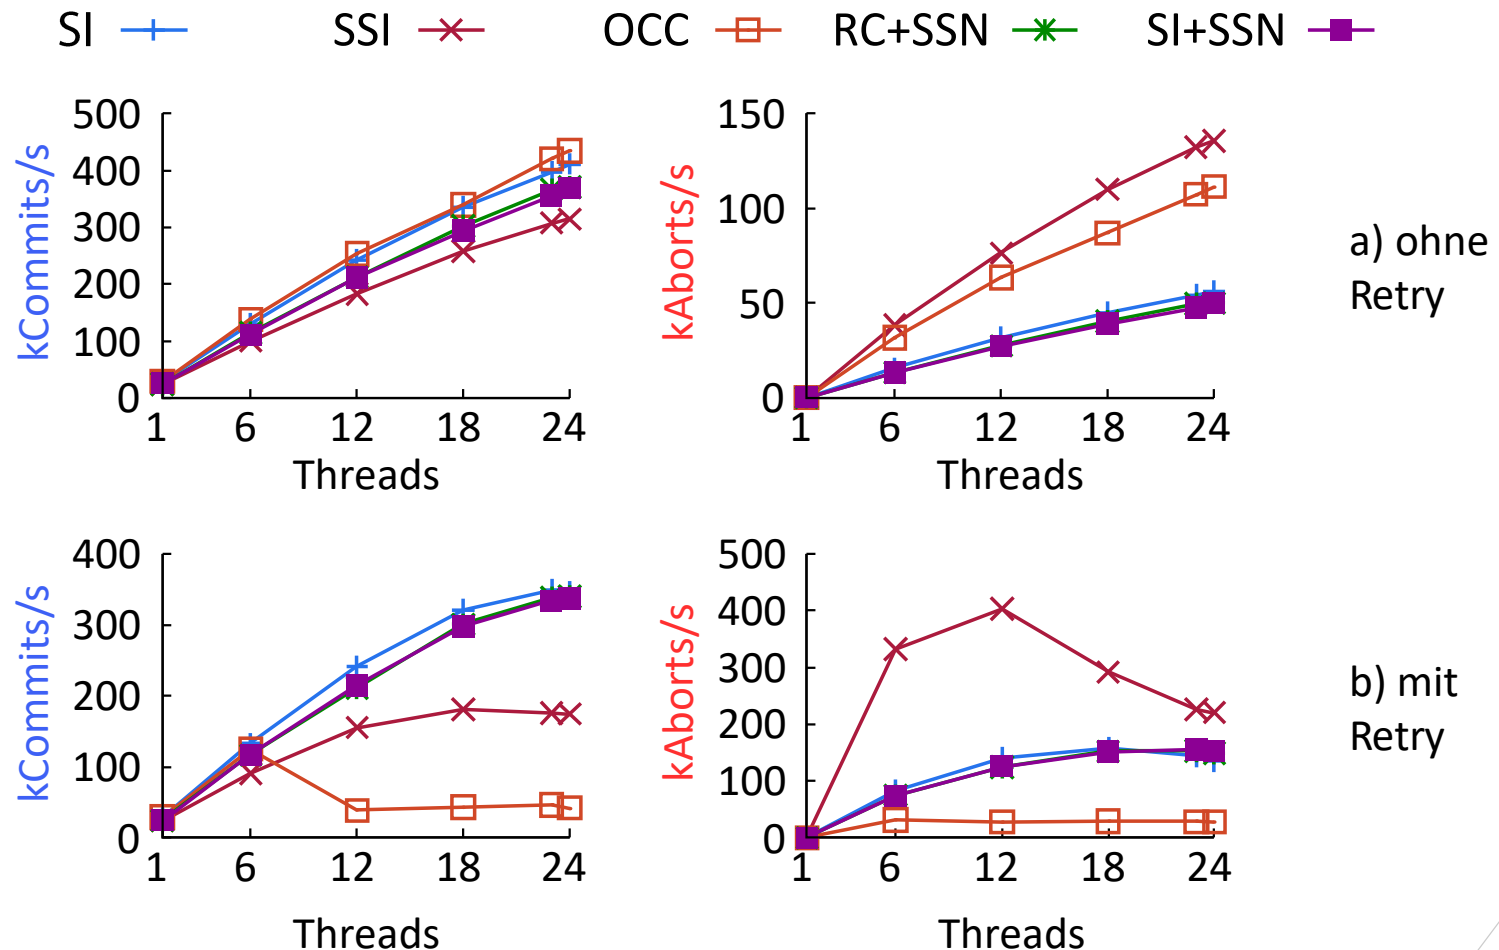 SI SSI OCC RC+SSN SI+SSN
500
400
300
200
100
0
kCommits/s
1 6 12 18 24
Threads
150
100
50
0
kAborts/s
1 6 12 18 24
Threads
a) ohne
Retry
400
300
200
100
0
kCommits/s
1 6 12 18 24
Threads
500
400
300
200
100
0
kAborts/s
1 6 12 18 24
Threads
b) mit
Retry